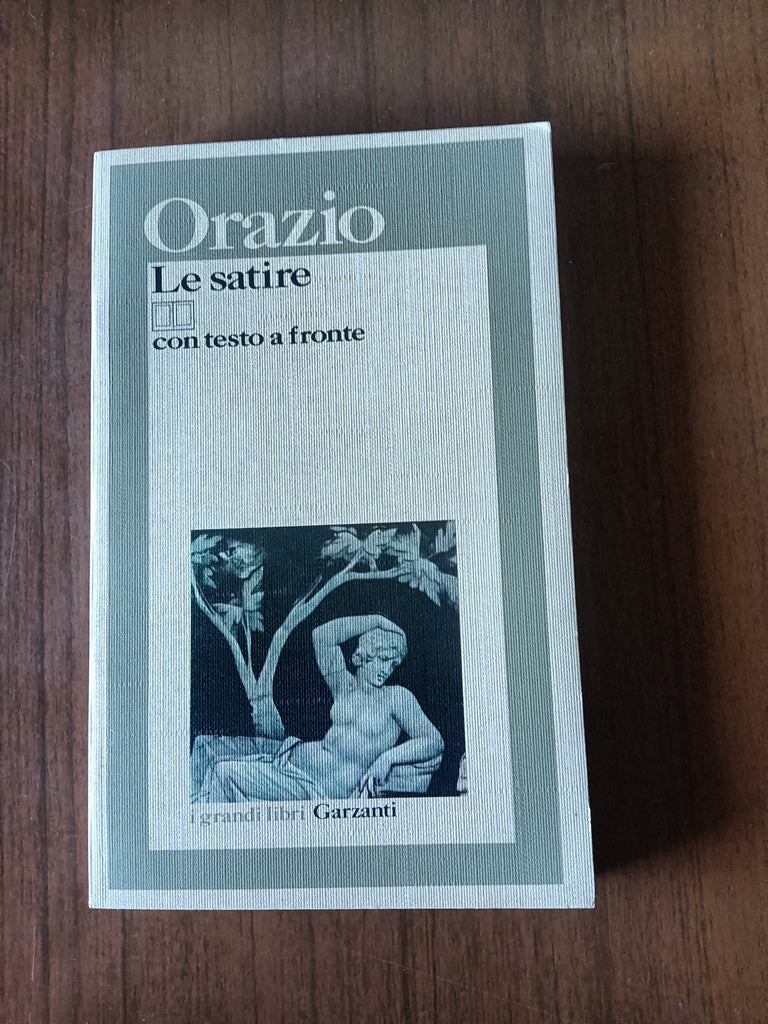 Orazio
Le satire
con testo a fronte
i grandi libri Garzanti